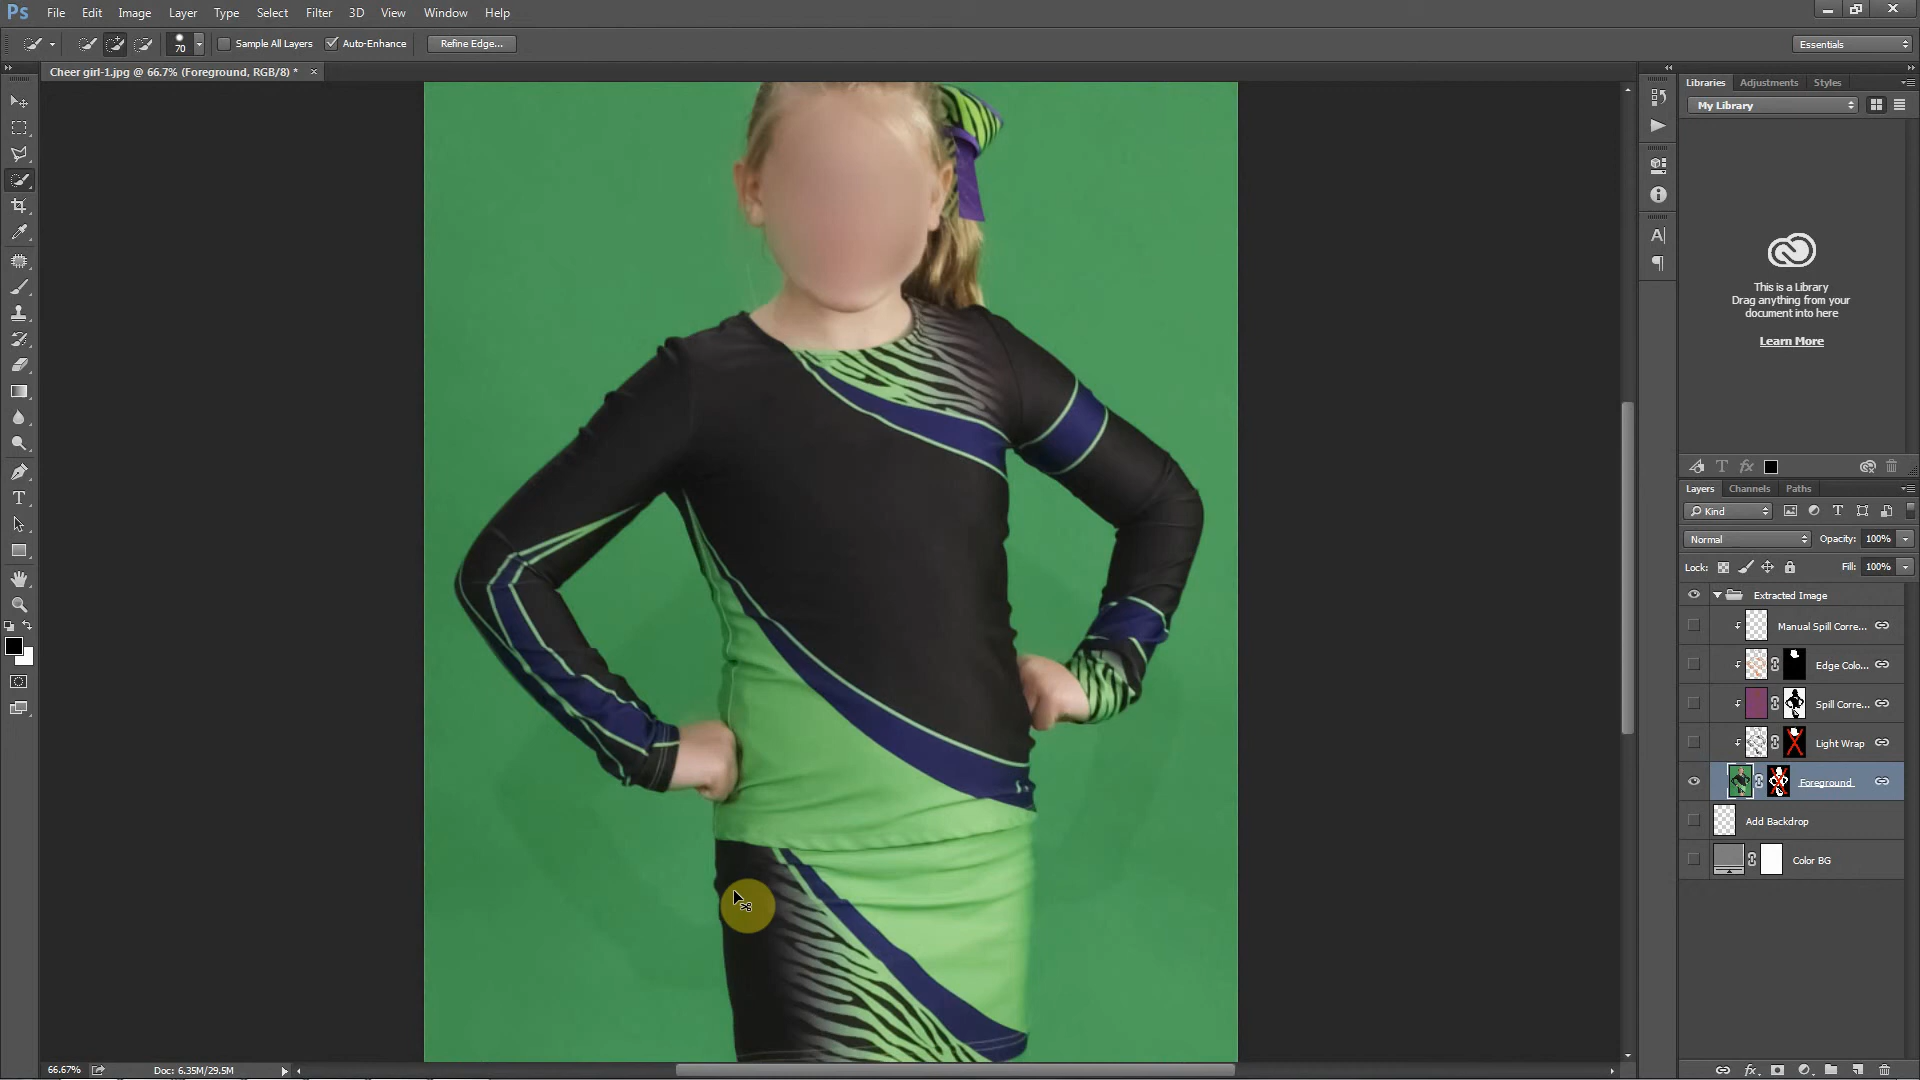 Ps File Edit Image Layer Type Select Filter 3D View Window Help
70 Sample All Layers Auto-Enhance Refine Edge... Essentials
Cheer girl-1.jpg @ 66.7% (Foreground, RGB/8) * ×
Libraries Adjustments Styles
My Library
This is a Library
Drag anything from your
document into here
Learn More
T fx
Layers Channels Paths
Kind T
Normal Opacity: 100%
Lock: Fill: 100%
Extracted Image
Manual Spill Corre...
Edge Colo...
Spill Corre...
Light Wrap
Foreground
Add Backdrop
Color BG
66.67% Doc: 6.35M/29.5M fx